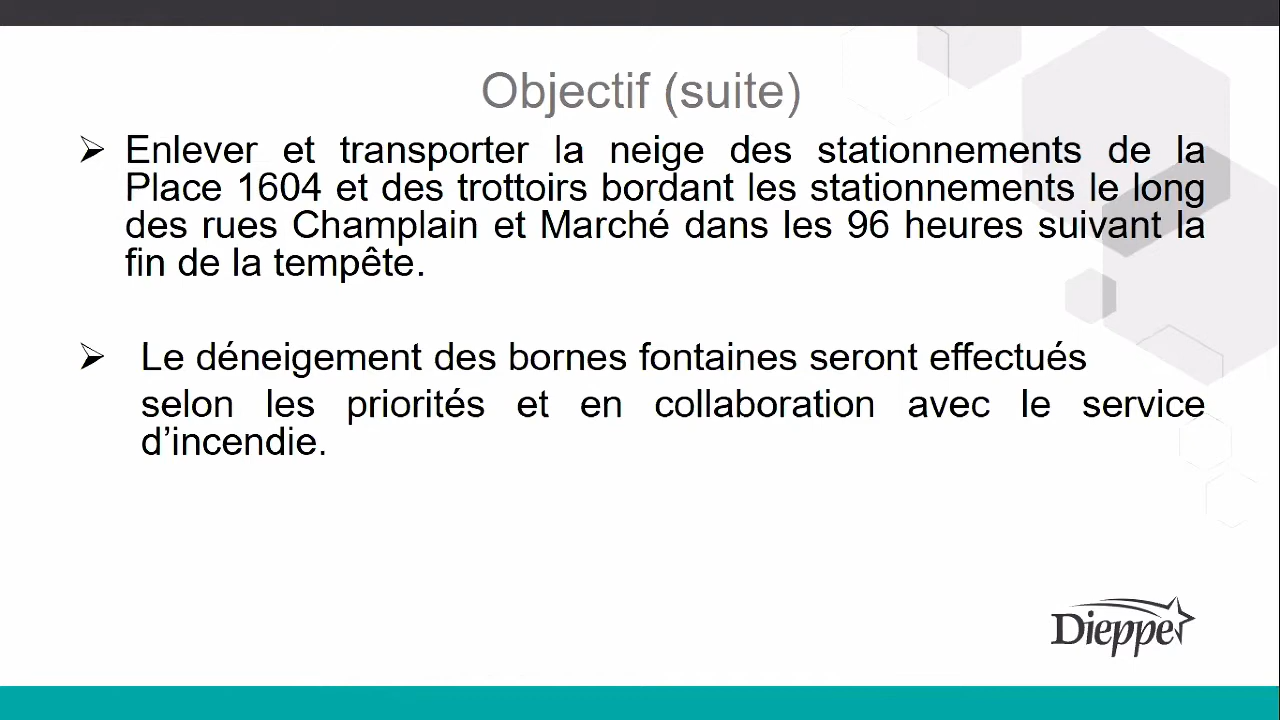 Objectif (suite)
➢ Enlever et transporter la neige des stationnements de la
Place 1604 et des trottoirs bordant les stationnements le long
des rues Champlain et Marché dans les 96 heures suivant la
fin de la tempête.
➢ Le déneigement des bornes fontaines seront effectués
selon les priorités et en collaboration avec le service
d’incendie.
Dieppe